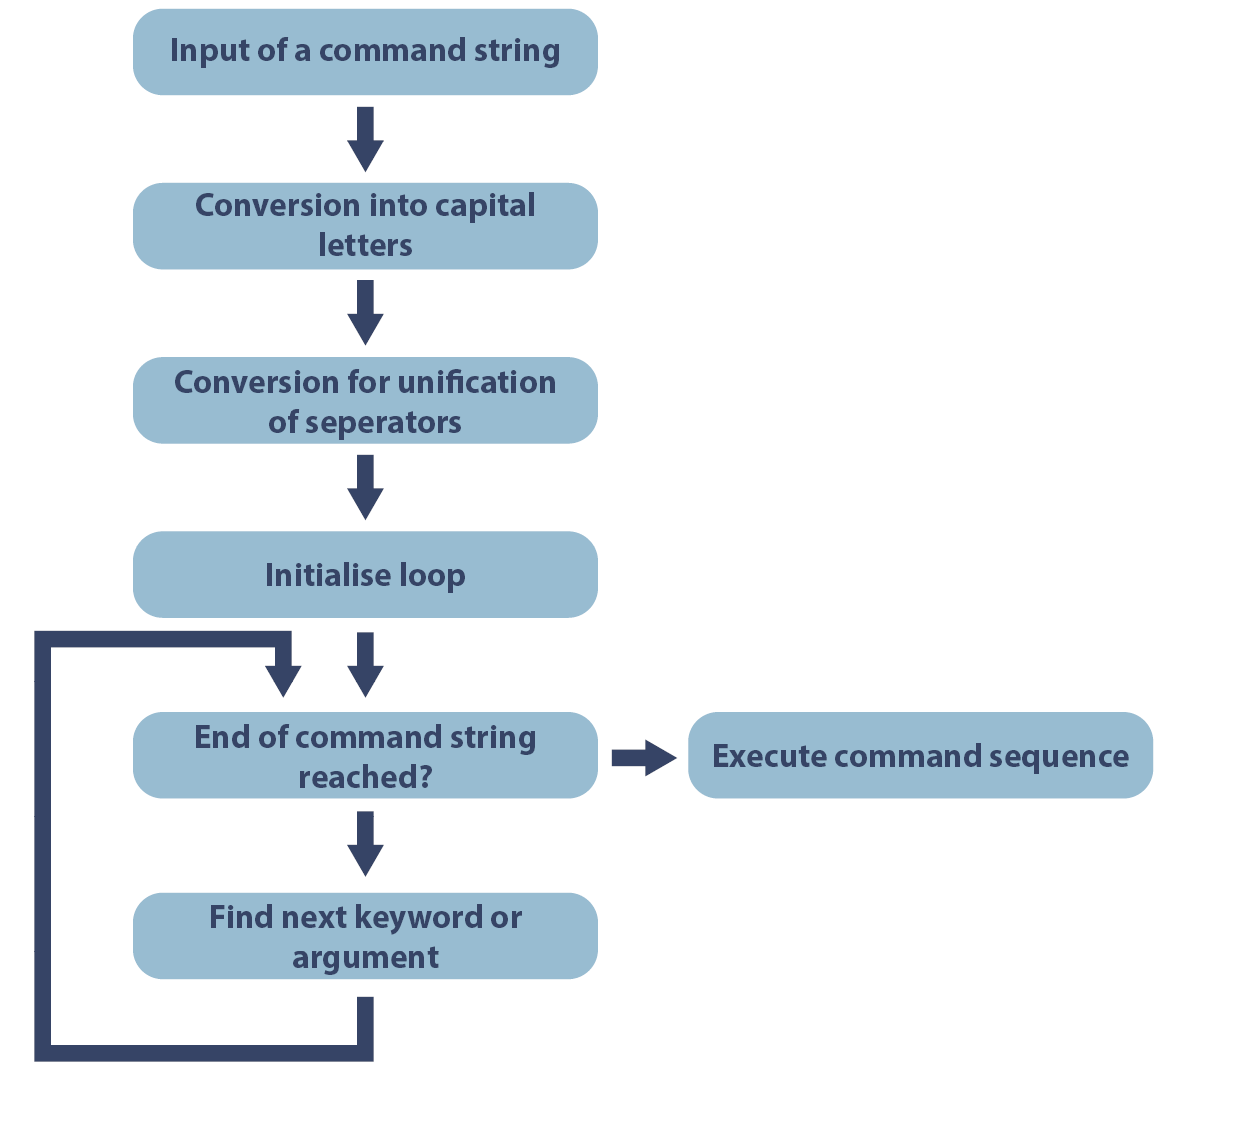 Input of a command string
Conversion into capital
letters
Conversion for unification
of seperators
Initialise loop
End of command string
reached?
Execute command sequence
Find next keyword or
argument